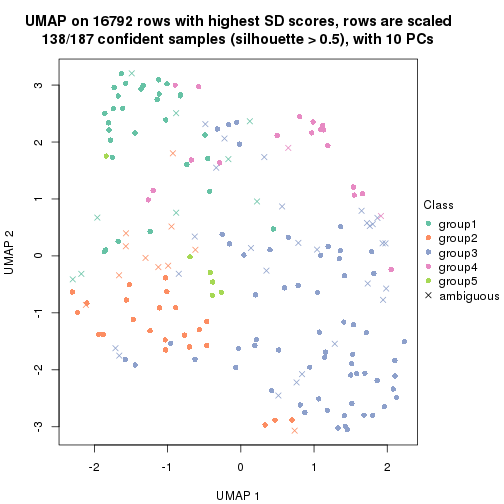 UMAP on 16792 rows with highest SD scores, rows are scaled
138/187 confident samples (silhouette > 0.5), with 10 PCs
3
2
1
0
-1
-2
-3
UMAP 2
-2
-1
0
1
2
UMAP 1
Class
group1
group2
group3
group4
group5
ambiguous